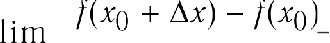 lim f(x₀ + Δx) − f(x₀) _